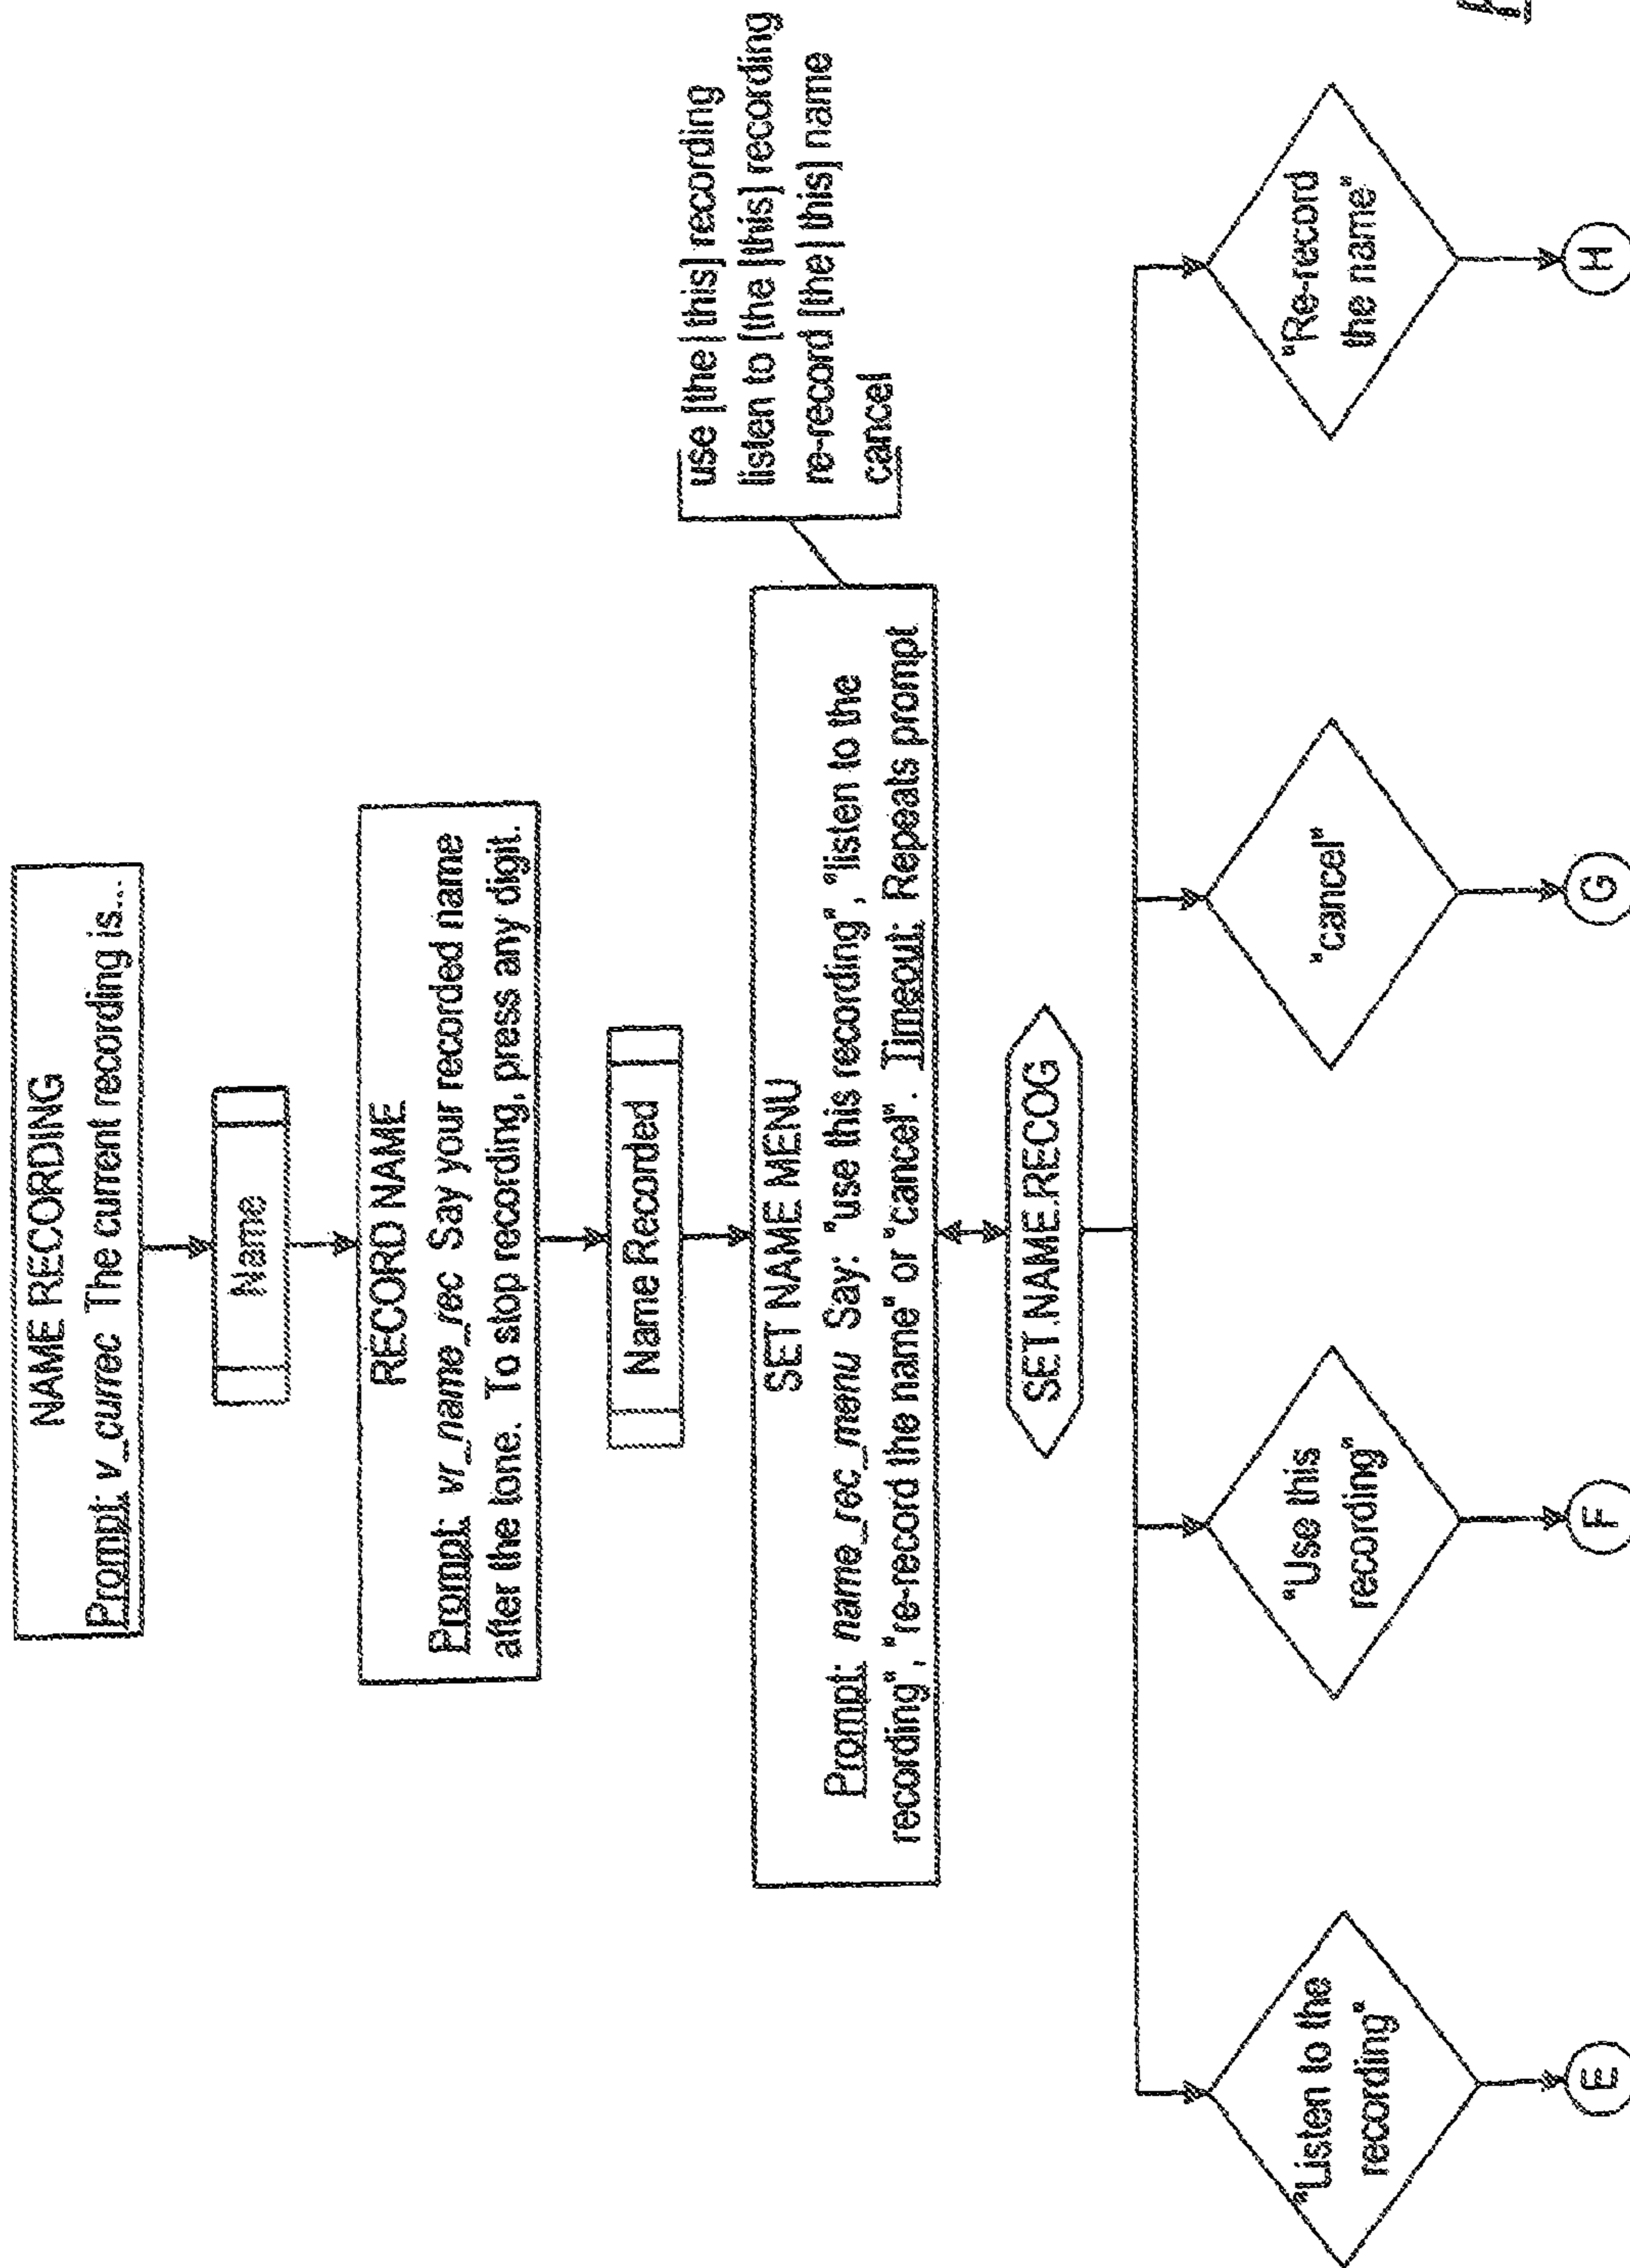 NAME RECORDING
Prompt: v_currec The current recording is...
Name
RECORD NAME
Prompt: vr_name_rec Say your recorded name
after the tone. To stop recording, press any digit.
Name Recorded
SET NAME MENU
Prompt: name_rec_menu Say: "use this recording", "listen to the
recording", "re-record the name" or "cancel". Timeout: Repeats prompt
use [the | this] recording
listen to [the | this] recording
re-record [the | this] name
cancel
SET.NAME.RECOG
"Listen to the
recording"
"Use this
recording"
"cancel"
"Re-record
the name"
E
F
G
H